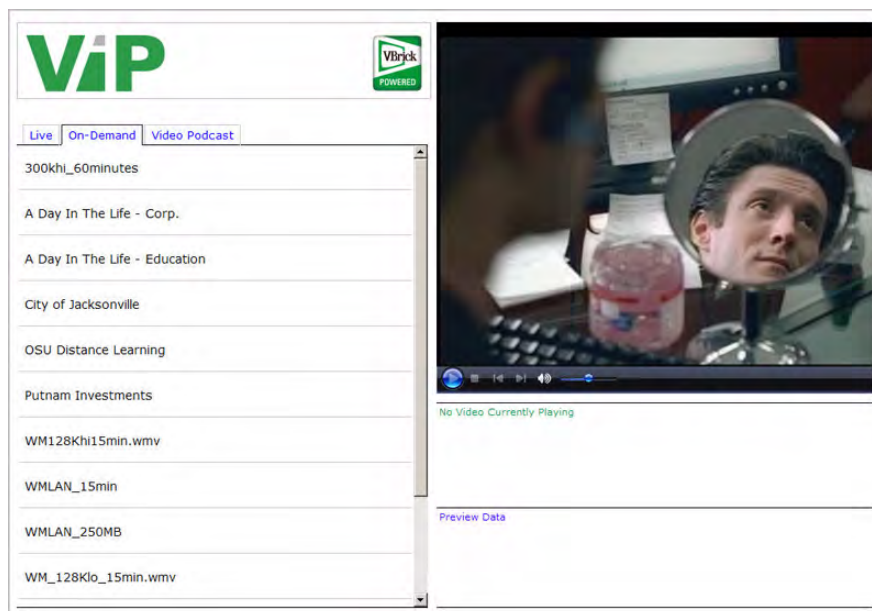 ViP
VBrick
POWERED
Live On-Demand Video Podcast
300khi_60minutes
A Day In The Life - Corp.
A Day In The Life - Education
City of Jacksonville
OSU Distance Learning
Putnam Investments
WM128Khi15min.wmv
WMLAN_15min
WMLAN_250MB
WM_128Klo_15min.wmv
No Video Currently Playing
Preview Data